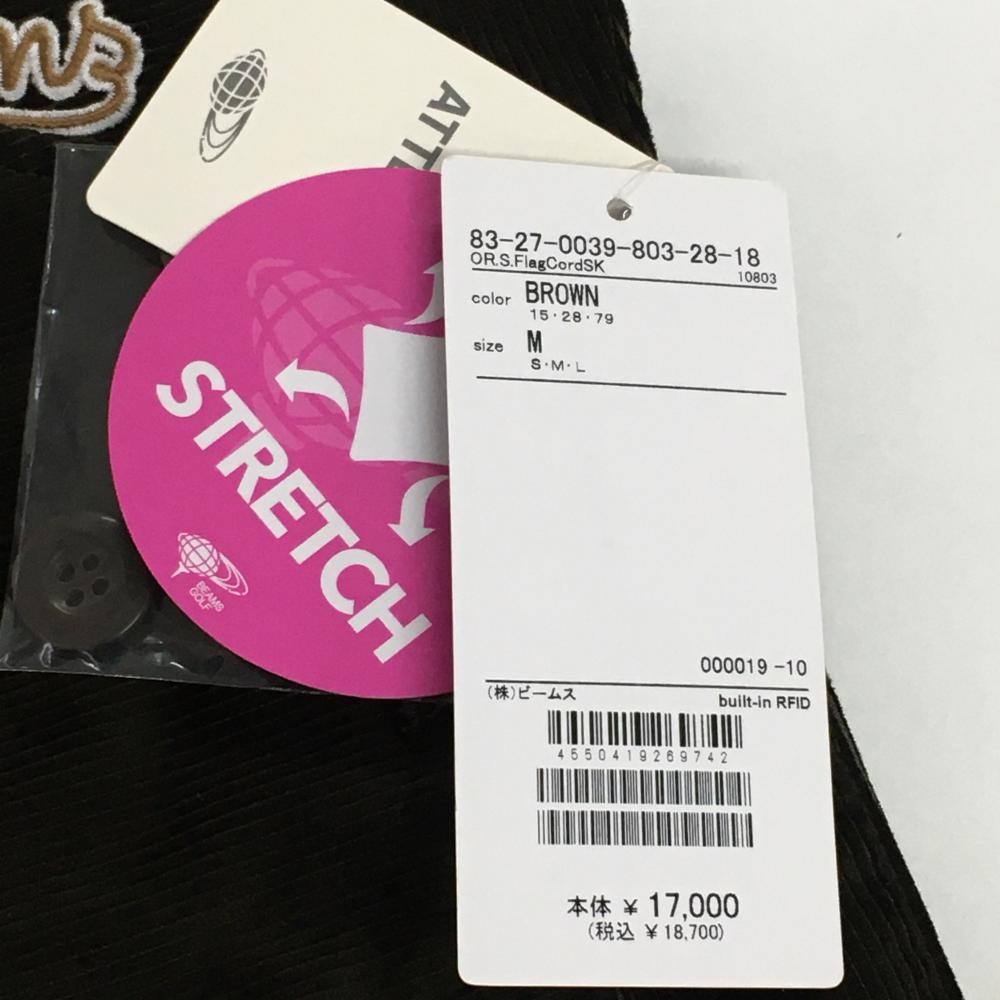 83-27-0039-803-28-18
OR.S.FlagCordSK
10803
color BROWN
15・28・79
size M
S・M・L
000019 -10
(株)ビームス built-in RFID
4550419269742
本体 ¥ 17,000
(税込 ¥ 18,700)
STRETCH
BEAMS
GOLF